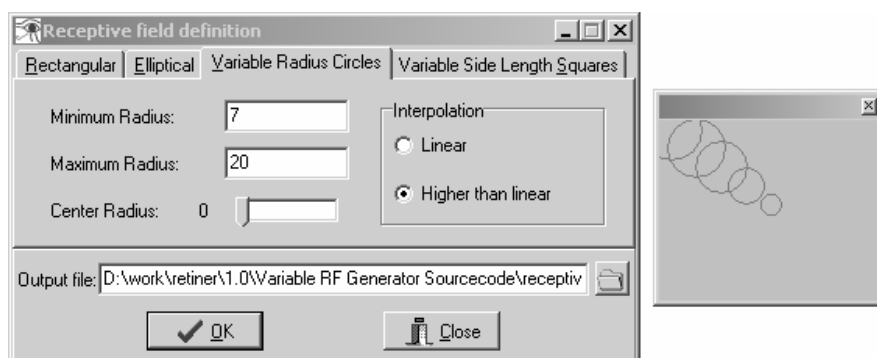 Receptive field definition
Rectangular Elliptical Variable Radius Circles Variable Side Length Squares
Minimum Radius: 7
Maximum Radius: 20
Center Radius: 0
Interpolation
Linear
Higher than linear
Output file: D:\work\retiner\1.0\Variable RF Generator Sourcecode\receptiv
OK
Close